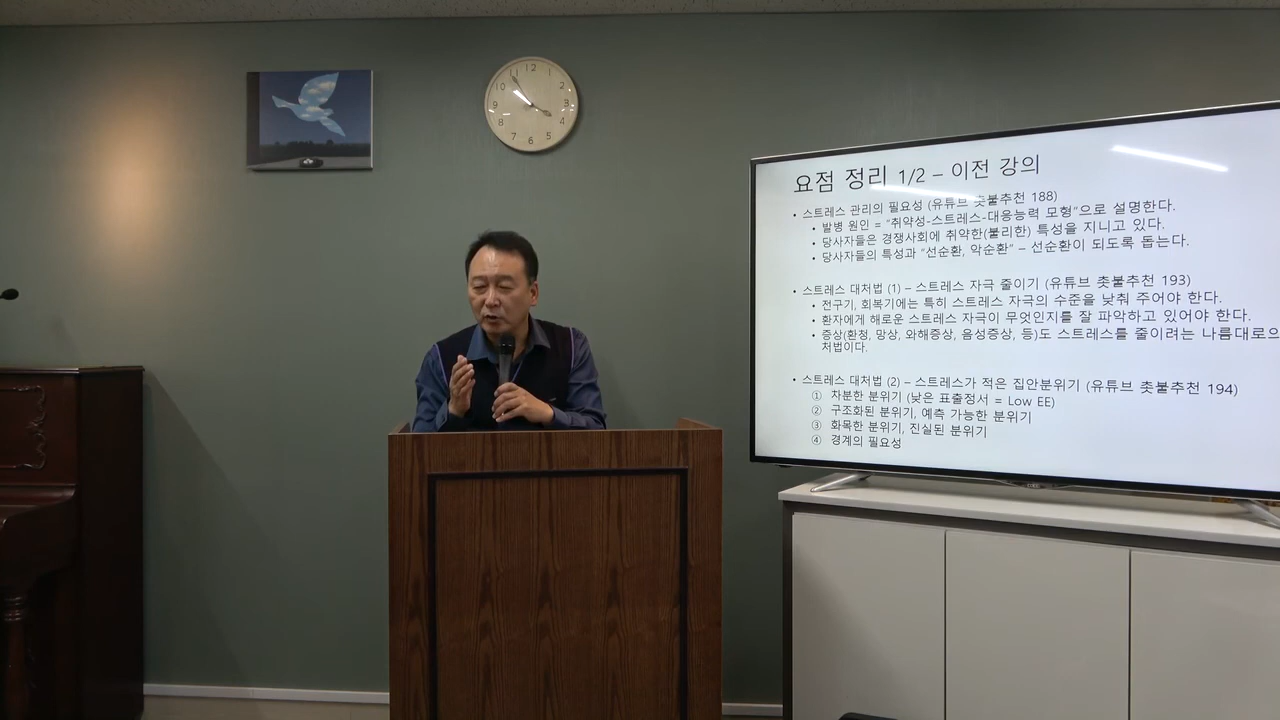 12
1
2
3
4
5
6
7
8
9
10
11
요점 정리 1/2 – 이전 강의
• 스트레스 관리의 필요성 (유튜브 촛불추천 188)
• 발병 원인 = “취약성-스트레스-대응능력 모형”으로 설명한다.
• 당사자들은 경쟁사회에 취약한(불리한) 특성을 지니고 있다.
• 당사자들의 특성과 “선순환, 악순환” – 선순환이 되도록 돕는다.
• 스트레스 대처법 (1) – 스트레스 자극 줄이기 (유튜브 촛불추천 193)
• 전구기, 회복기에는 특히 스트레스 자극의 수준을 낮춰 주어야 한다.
• 환자에게 해로운 스트레스 자극이 무엇인지를 잘 파악하고 있어야 한다.
• 증상(환청, 망상, 와해증상, 음성증상, 등)도 스트레스를 줄이려는 나름대로의
처법이다.
• 스트레스 대처법 (2) – 스트레스가 적은 집안분위기 (유튜브 촛불추천 194)
① 차분한 분위기 (낮은 표출정서 = Low EE)
② 구조화된 분위기, 예측 가능한 분위기
③ 화목한 분위기, 진실된 분위기
④ 경계의 필요성